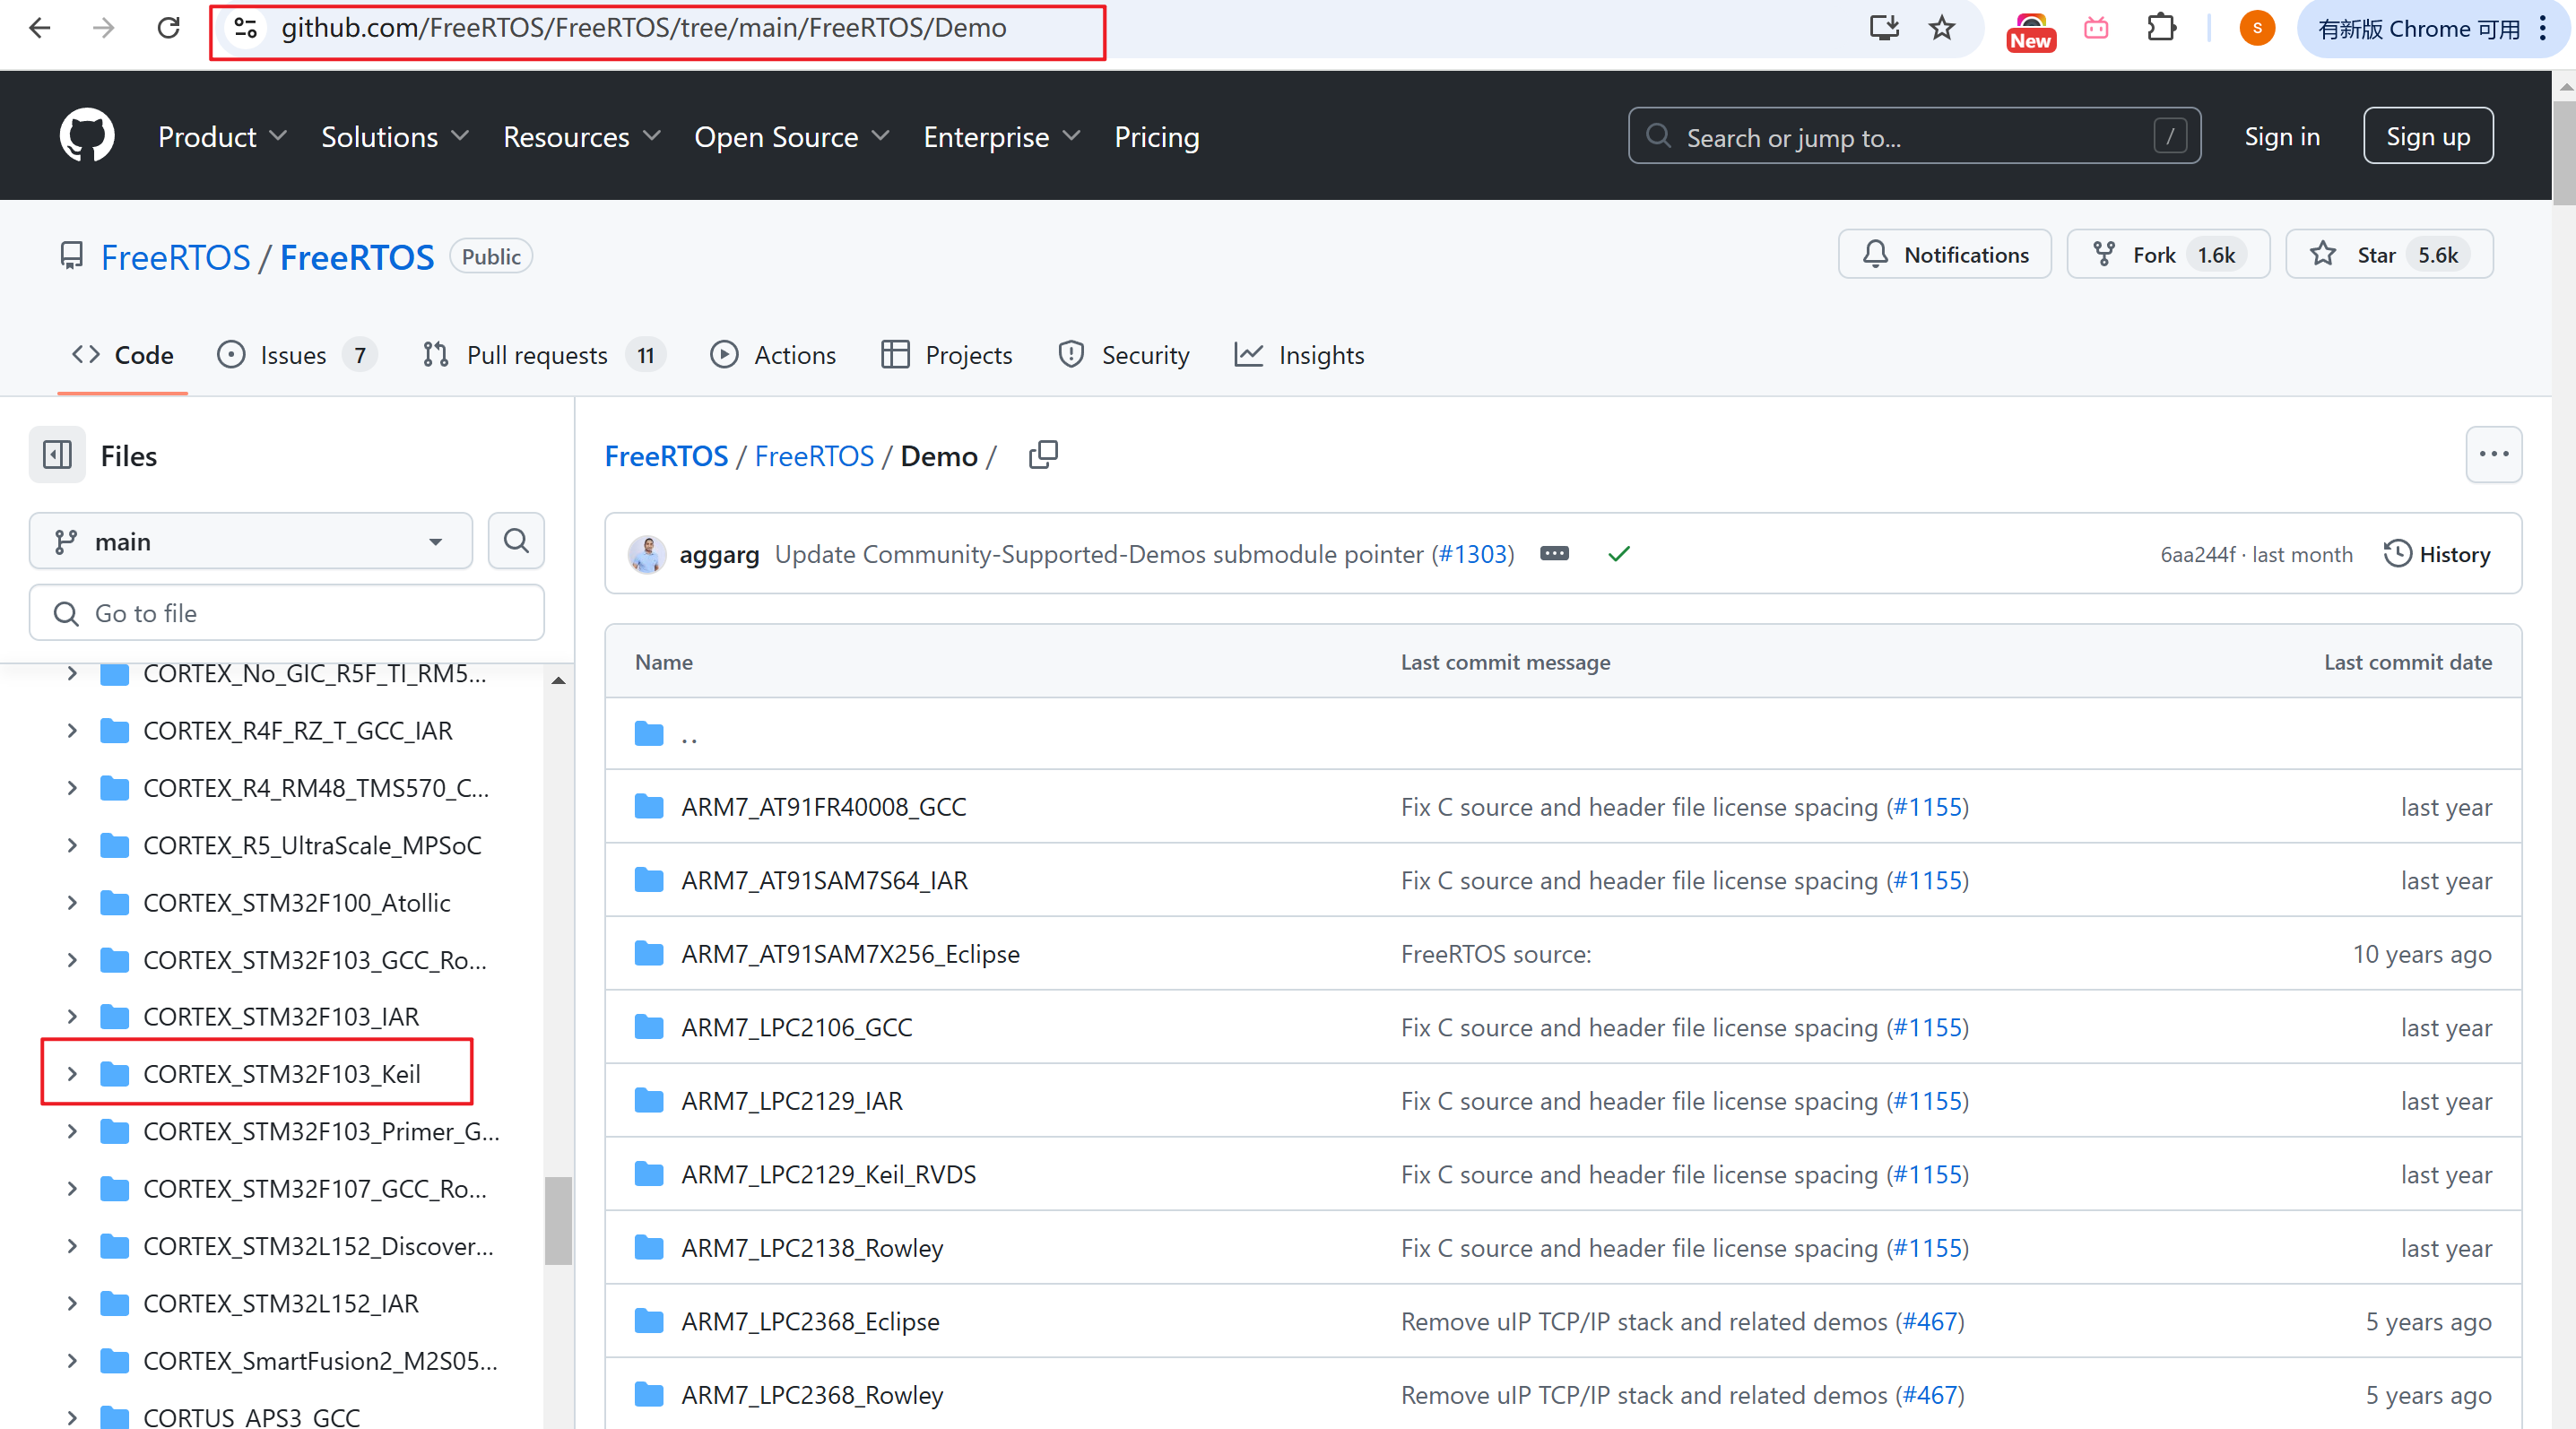 github.com/FreeRTOS/FreeRTOS/tree/main/FreeRTOS/Demo
New
S
有新版 Chrome 可用
Product
Solutions
Resources
Open Source
Enterprise
Pricing
Search or jump to...
/
Sign in
Sign up
FreeRTOS / FreeRTOS
Public
Notifications
Fork 1.6k
Star 5.6k
Code
Issues 7
Pull requests 11
Actions
Projects
Security
Insights
Files
main
Go to file
CORTEX_No_GIC_R5F_TI_RM5...
CORTEX_R4F_RZ_T_GCC_IAR
CORTEX_R4_RM48_TMS570_C...
CORTEX_R5_UltraScale_MPSoC
CORTEX_STM32F100_Atollic
CORTEX_STM32F103_GCC_Ro...
CORTEX_STM32F103_IAR
CORTEX_STM32F103_Keil
CORTEX_STM32F103_Primer_G...
CORTEX_STM32F107_GCC_Ro...
CORTEX_STM32L152_Discover...
CORTEX_STM32L152_IAR
CORTEX_SmartFusion2_M2S05...
CORTUS_APS3_GCC
FreeRTOS / FreeRTOS / Demo /
aggarg Update Community-Supported-Demos submodule pointer (#1303)
6aa244f · last month
History
Name Last commit message Last commit date
..
ARM7_AT91FR40008_GCC Fix C source and header file license spacing (#1155) last year
ARM7_AT91SAM7S64_IAR Fix C source and header file license spacing (#1155) last year
ARM7_AT91SAM7X256_Eclipse FreeRTOS source: 10 years ago
ARM7_LPC2106_GCC Fix C source and header file license spacing (#1155) last year
ARM7_LPC2129_IAR Fix C source and header file license spacing (#1155) last year
ARM7_LPC2129_Keil_RVDS Fix C source and header file license spacing (#1155) last year
ARM7_LPC2138_Rowley Fix C source and header file license spacing (#1155) last year
ARM7_LPC2368_Eclipse Remove uIP TCP/IP stack and related demos (#467) 5 years ago
ARM7_LPC2368_Rowley Remove uIP TCP/IP stack and related demos (#467) 5 years ago